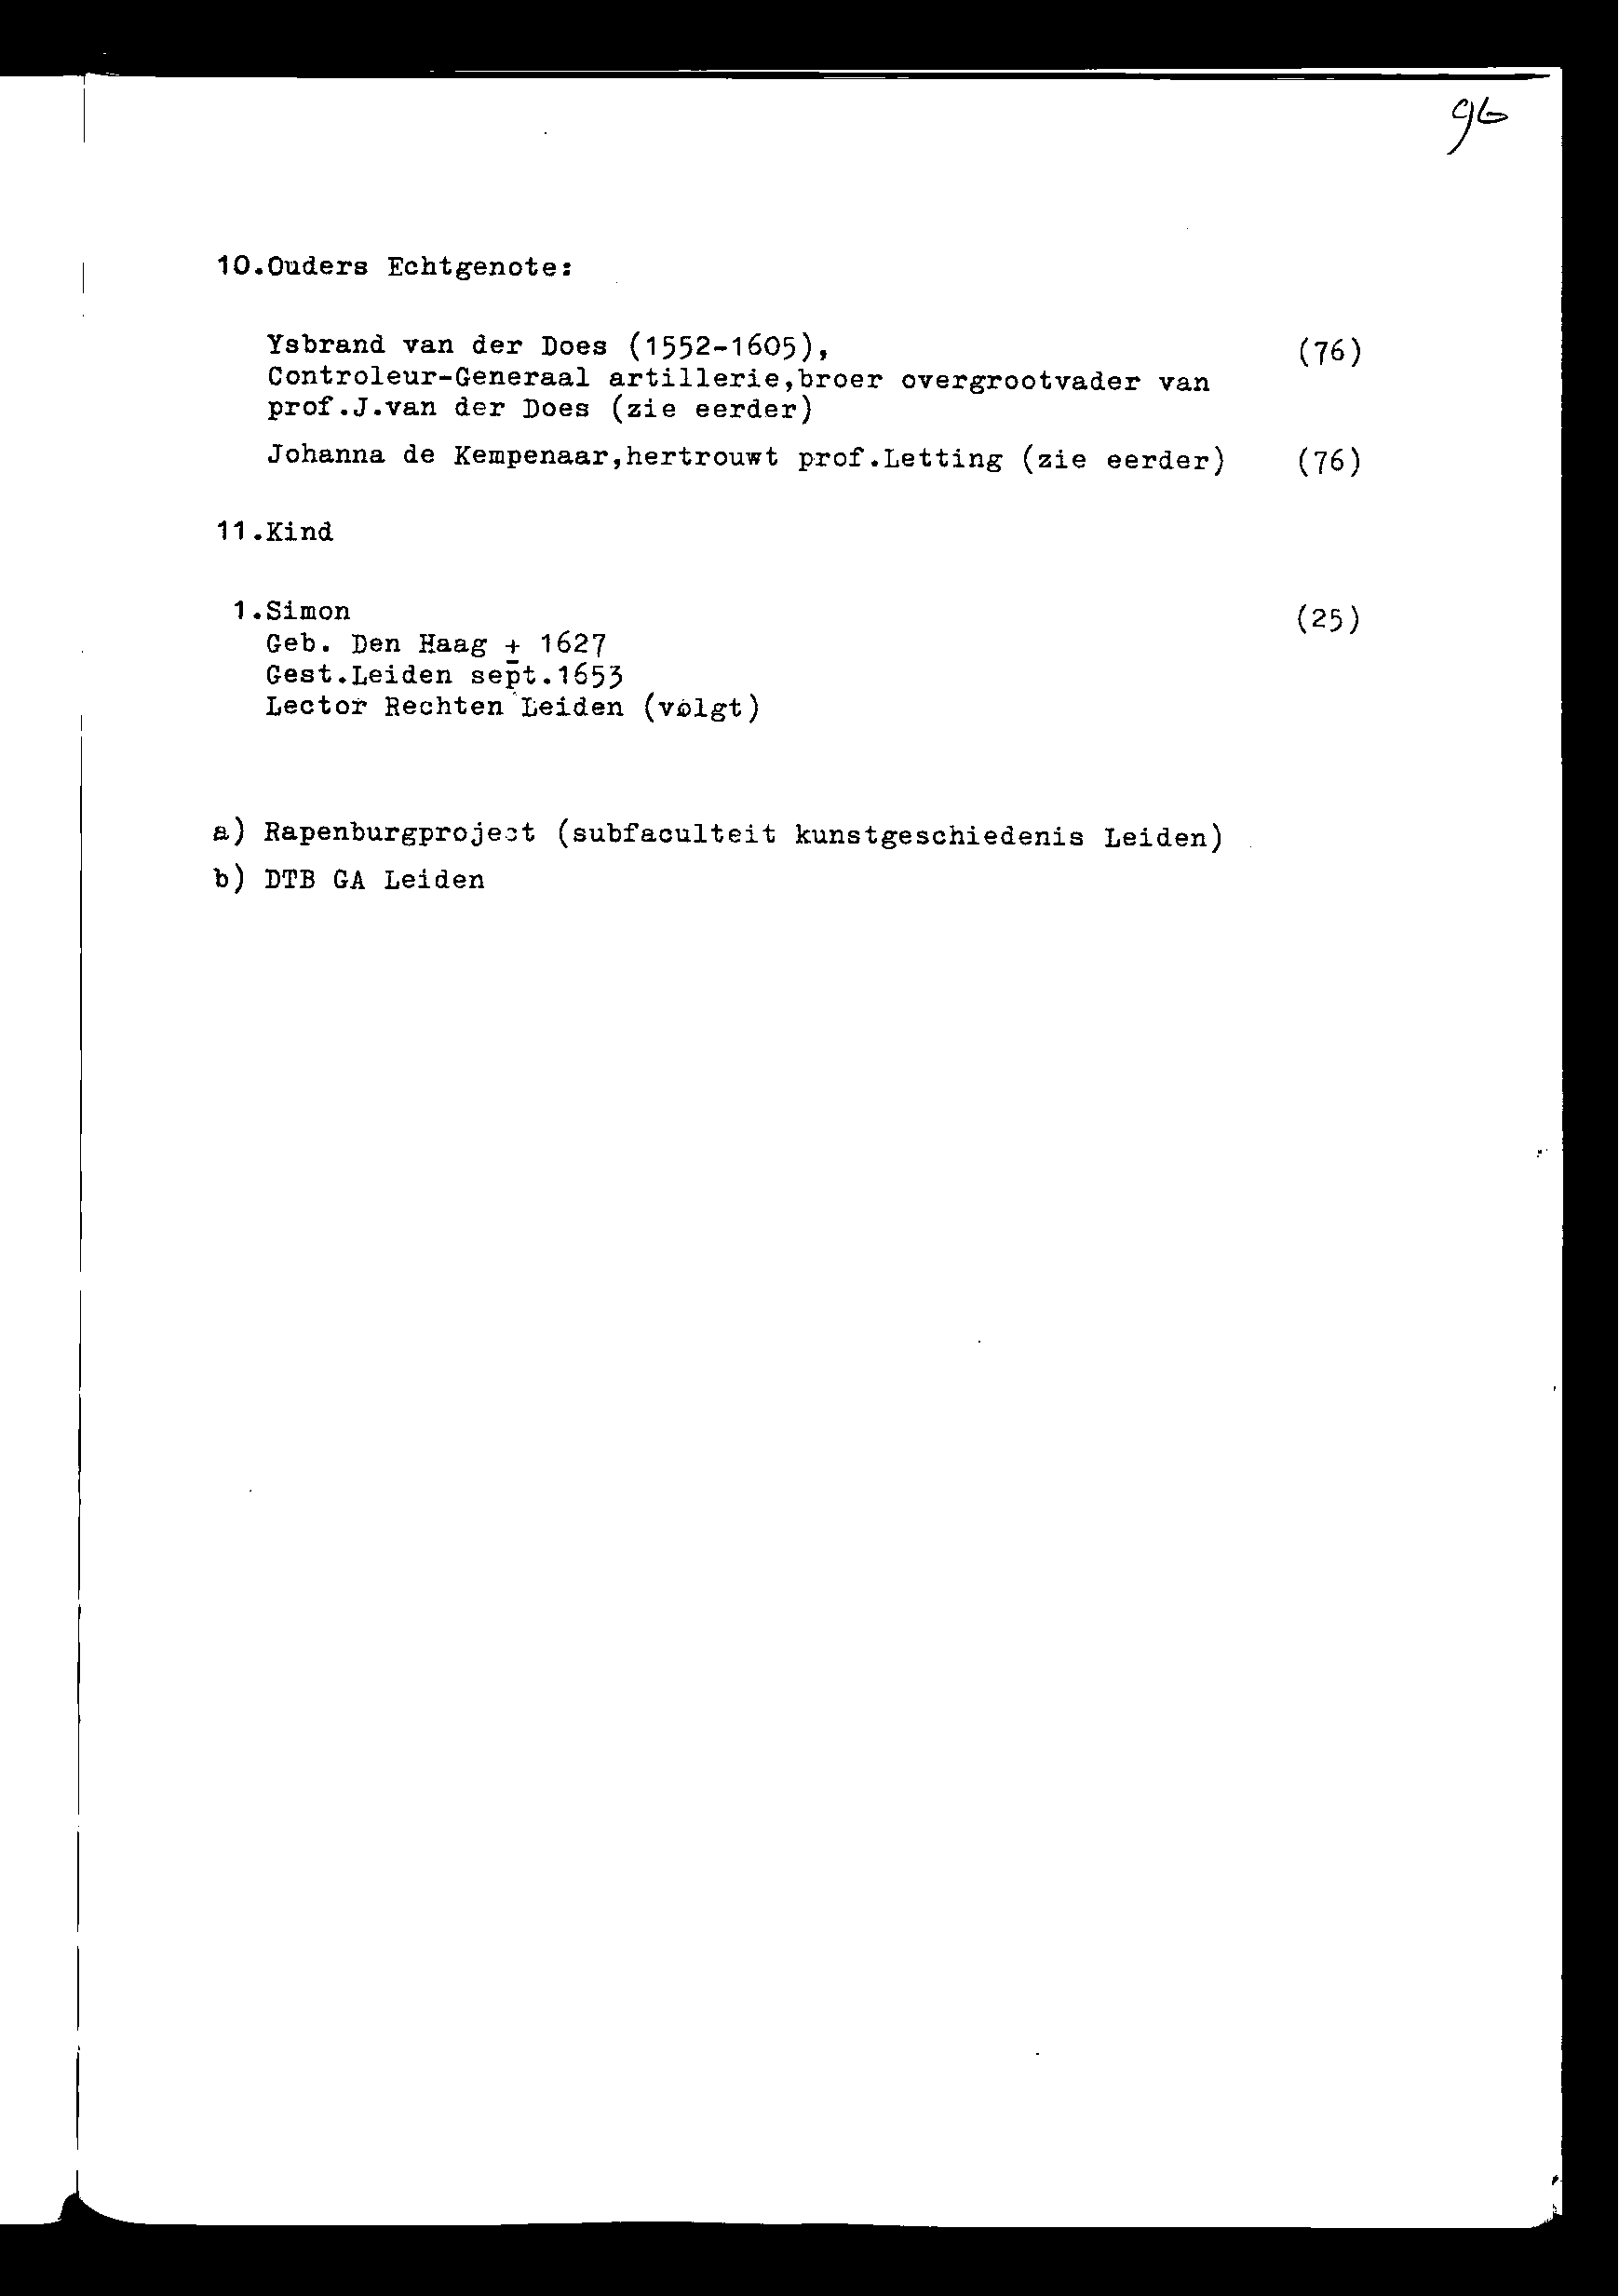 96
10.Ouders Echtgenote:
Ysbrand van der Does (1552-1605), (76)
Controleur-Generaal artillerie,broer overgrootvader van
prof.J.van der Does (zie eerder)
Johanna de Kempenaar,hertrouwt prof.Letting (zie eerder) (76)
11.Kind
1.Simon (25)
Geb. Den Haag ± 1627
Gest.Leiden sept.1653
Lector Rechten Leiden (volgt)
a) Rapenburgproject (subfaculteit kunstgeschiedenis Leiden)
b) DTB GA Leiden